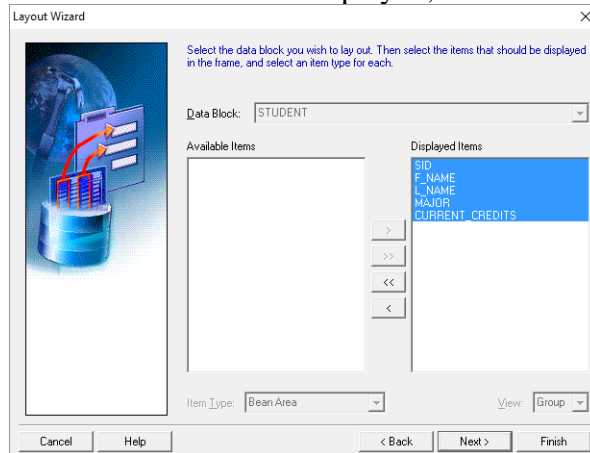 Layout Wizard
Select the data block you wish to lay out. Then select the items that should be displayed
in the frame, and select an item type for each.
Data Block: STUDENT
Available Items Displayed Items
SID
F_NAME
L_NAME
MAJOR
CURRENT_CREDITS
>
>>
<<
<
Item Type: Bean Area View: Group
Cancel Help < Back Next > Finish